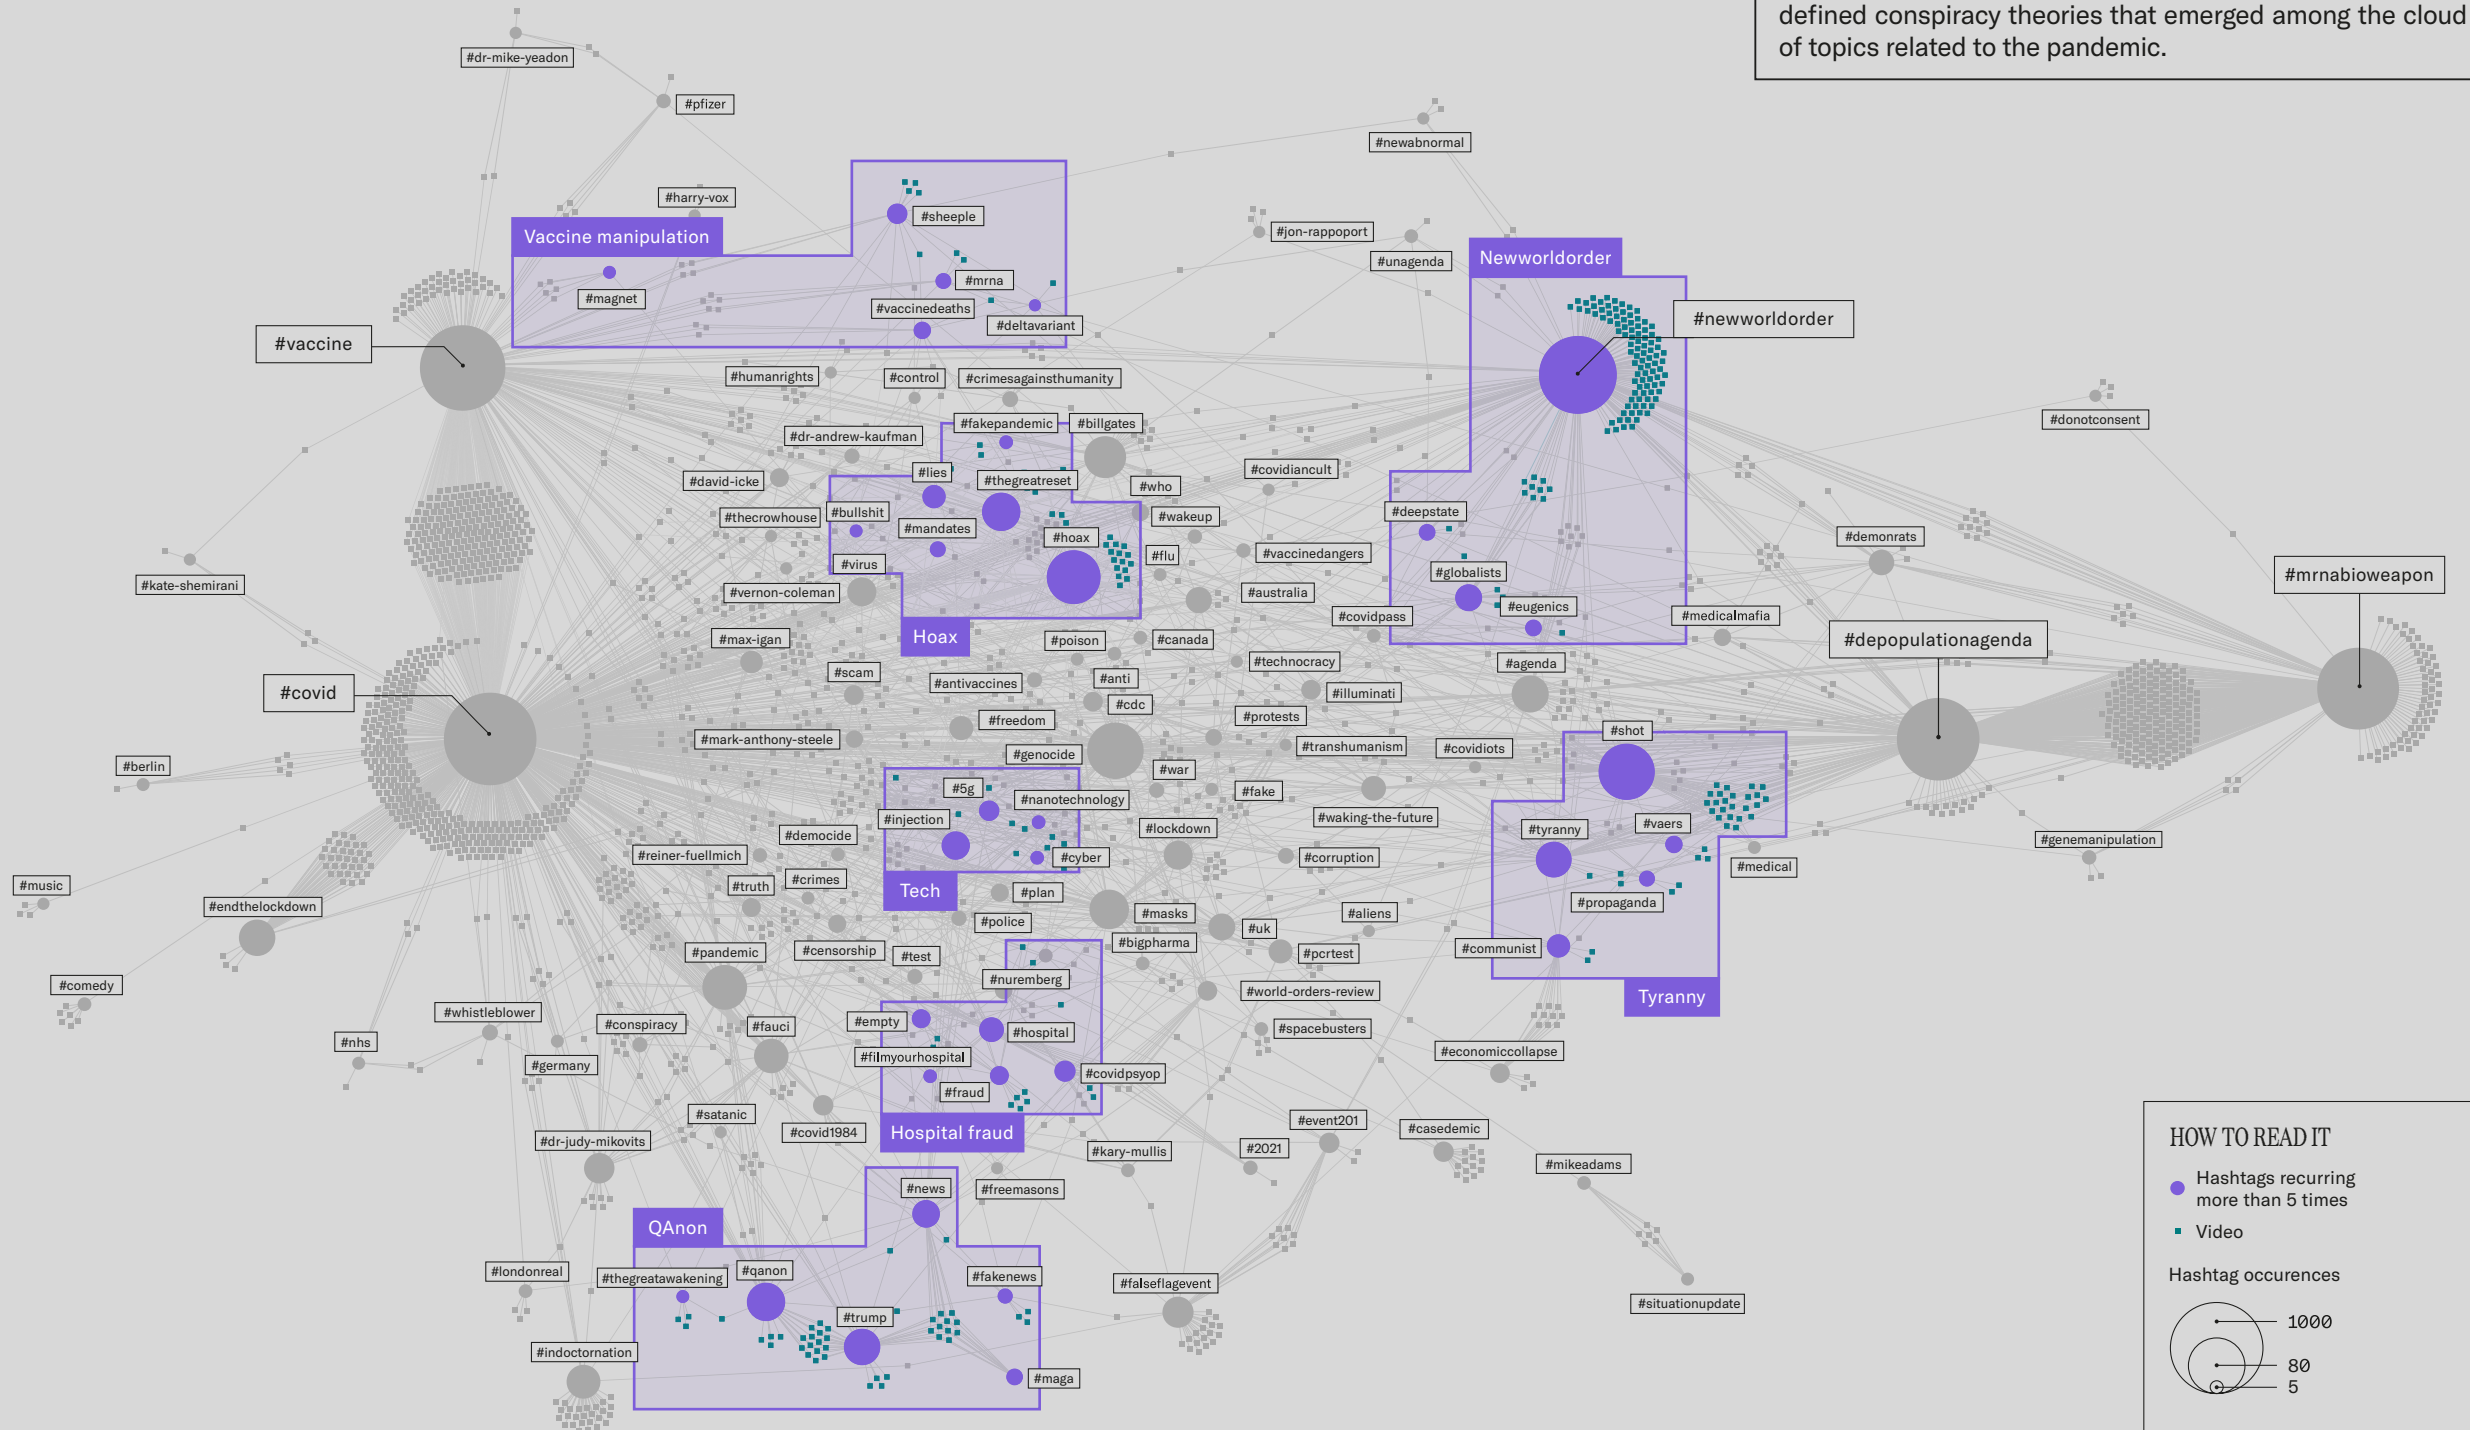 defined conspiracy theories that emerged among the cloud
of topics related to the pandemic.
#dr-mike-yeadon
#pfizer
#newabnormal
#harry-vox
#sheeple
Vaccine manipulation
#jon-rappoport
#unagenda
Newworldorder
#mrna
#magnet
#vaccinedeaths
#deltavariant
#newworldorder
#vaccine
#humanrights
#control
#crimesagainsthumanity
#donotconsent
#fakepandemic
#billgates
#dr-andrew-kaufman
#lies
#covidiancult
#david-icke
#thegreatreset
#who
#thecrowhouse
#bullshit
#mandates
#wakeup
#deepstate
#hoax
#demonrats
#virus
#flu
#vaccinedangers
#globalists
#mrnabioweapon
#kate-shemirani
#vernon-coleman
#australia
#eugenics
#covidpass
#medicalmafia
Hoax
#max-igan
#poison
#canada
#depopulationagenda
#scam
#technocracy
#agenda
#antivaccines
#anti
#illuminati
#covid
#cdc
#freedom
#protests
#shot
#mark-anthony-steele
#genocide
#transhumanism
#covidiots
#berlin
#war
#5g
#nanotechnology
#fake
#injection
#waking-the-future
#democide
#lockdown
#tyranny
#vaers
#genemanipulation
#reiner-fuellmich
#cyber
#corruption
#medical
#music
#truth
#crimes
Tech
#plan
#endthelockdown
#propaganda
#police
#masks
#aliens
#uk
#bigpharma
#communist
#pandemic
#censorship
#test
#pcrtest
#nuremberg
#comedy
#world-orders-review
Tyranny
#whistleblower
#conspiracy
#fauci
#empty
#hospital
#spacebusters
#nhs
#filmyourhospital
#economiccollapse
#germany
#covidpsyop
#fraud
#satanic
#event201
#casedemic
#covid1984
Hospital fraud
#dr-judy-mikovits
#kary-mullis
#2021
#mikeadams
#news
#freemasons
QAnon
#londonreal
#thegreatawakening
#qanon
#fakenews
#falseflagevent
#situationupdate
#trump
#indoctornation
#maga
HOW TO READ IT
Hashtags recurring
more than 5 times
Video
Hashtag occurences
1000
80
5